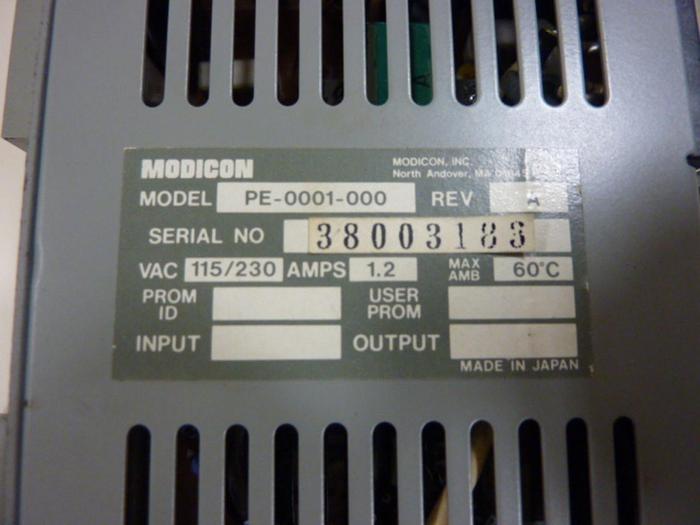 MODICON
MODICON, INC.
North Andover, MA
MODEL PE-0001-000 REV A
SERIAL NO 38003183
VAC 115/230 AMPS 1.2 MAX AMB 60°C
PROM ID USER PROM
INPUT OUTPUT
MADE IN JAPAN